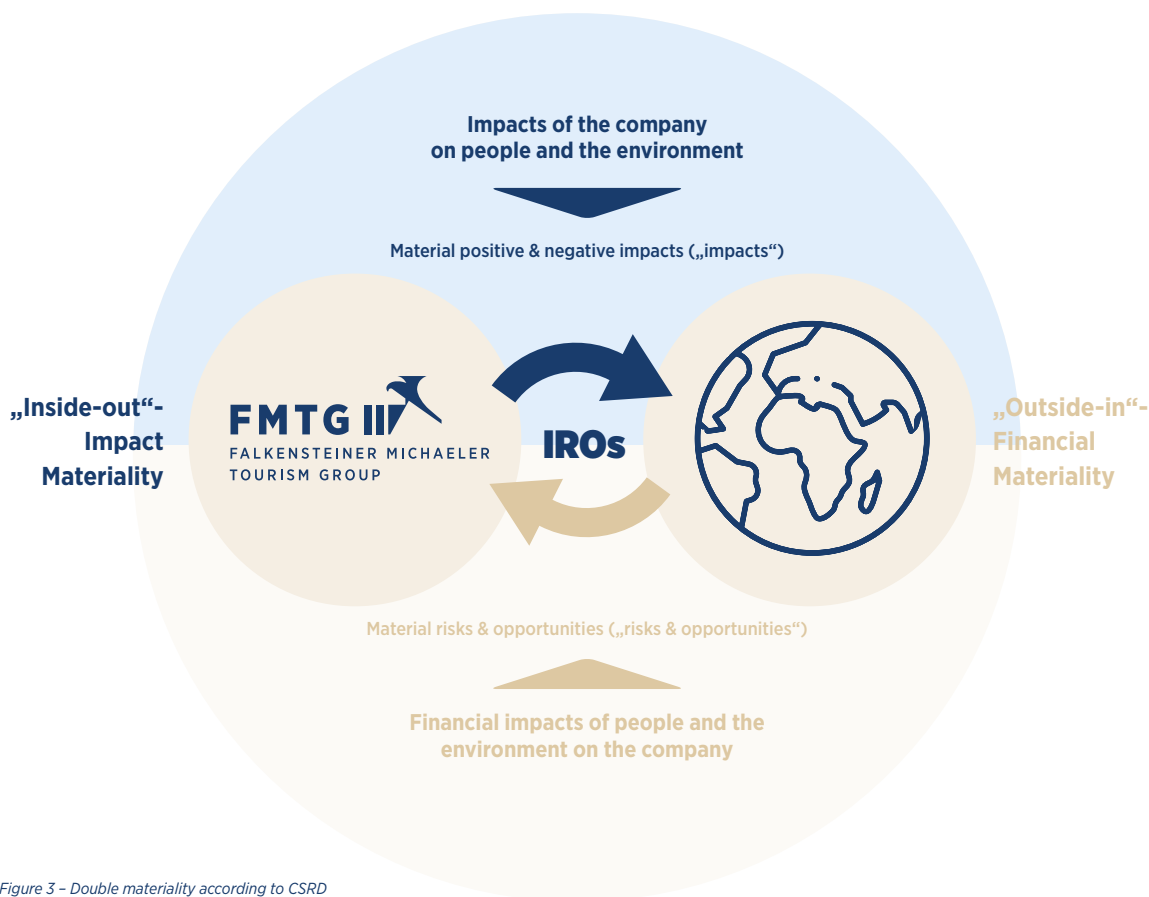 Impacts of the company
on people and the environment
Material positive & negative impacts („impacts“)
„Inside-out“-
Impact
Materiality
FMTG
FALKENSTEINER MICHAELER
TOURISM GROUP
IROs
„Outside-in“-
Financial
Materiality
Material risks & opportunities („risks & opportunities“)
Financial impacts of people and the
environment on the company
Figure 3 – Double materiality according to CSRD